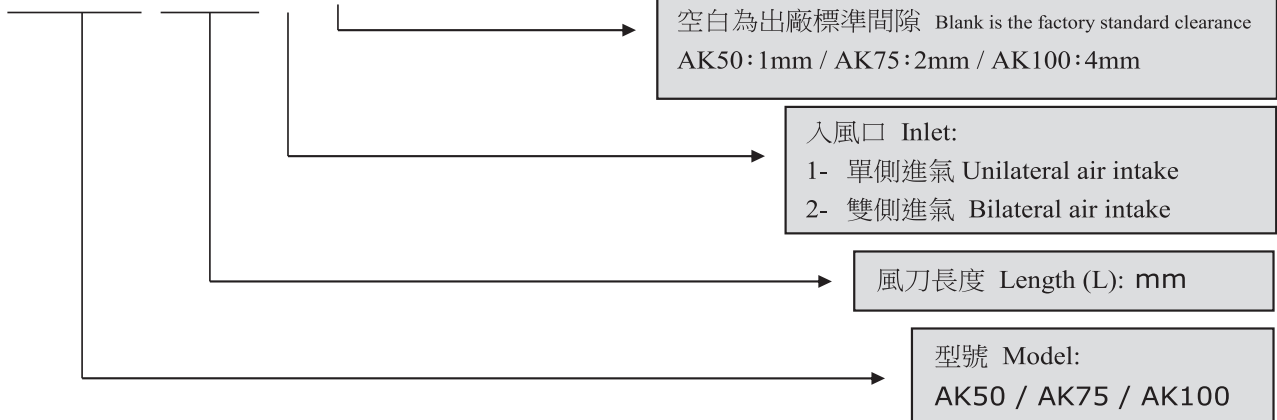 空白為出廠標準間隙 Blank is the factory standard clearance
AK50：1mm / AK75：2mm / AK100：4mm
入風口 Inlet:
1- 單側進氣 Unilateral air intake
2- 雙側進氣 Bilateral air intake
風刀長度 Length (L): mm
型號 Model:
AK50 / AK75 / AK100